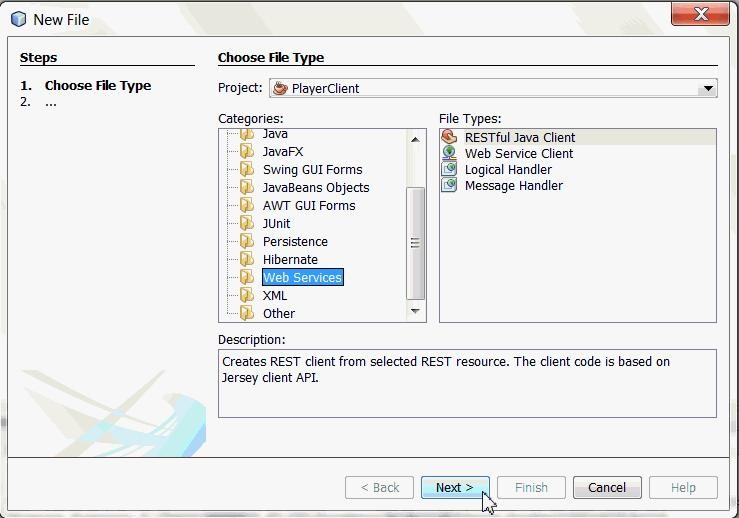 New File
Steps
1. Choose File Type
2. ...
Choose File Type
Project: PlayerClient
Categories:
Java
JavaFX
Swing GUI Forms
JavaBeans Objects
AWT GUI Forms
JUnit
Persistence
Hibernate
Web Services
XML
Other
File Types:
RESTful Java Client
Web Service Client
Logical Handler
Message Handler
Description:
Creates REST client from selected REST resource. The client code is based on
Jersey client API.
< Back Next > Finish Cancel Help